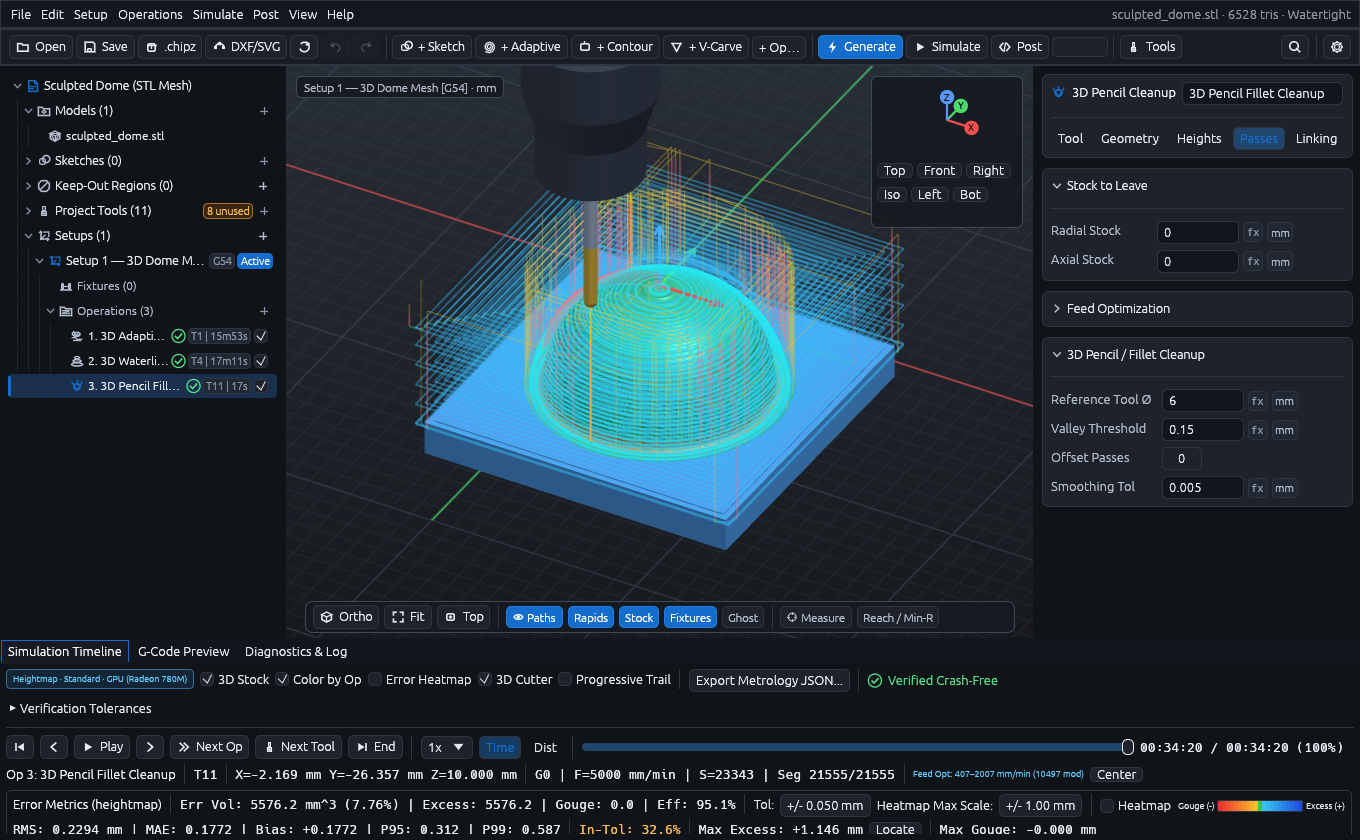 File Edit Setup Operations Simulate Post View Help
sculpted_dome.stl · 6528 tris · Watertight
Open Save .chipz DXF/SVG + Sketch + Adaptive + Contour + V-Carve + Op... Generate Simulate Post Tools
Sculpted Dome (STL Mesh)
Models (1) +
sculpted_dome.stl
Sketches (0) +
Keep-Out Regions (0) +
Project Tools (11) 8 unused +
Setups (1) +
Setup 1 — 3D Dome M... G54 Active
Fixtures (0)
Operations (3) +
1. 3D Adapti... T1 | 15m53s
2. 3D Waterli... T4 | 17m11s
3. 3D Pencil Fill... T11 | 17s
Setup 1 — 3D Dome Mesh [G54] · mm
Z Y X
Top Front Right
Iso Left Bot
Ortho Fit Top Paths Rapids Stock Fixtures Ghost Measure Reach / Min-R
3D Pencil Cleanup 3D Pencil Fillet Cleanup
Tool Geometry Heights Passes Linking
Stock to Leave
Radial Stock 0 fx mm
Axial Stock 0 fx mm
Feed Optimization
3D Pencil / Fillet Cleanup
Reference Tool Ø 6 fx mm
Valley Threshold 0.15 fx mm
Offset Passes 0
Smoothing Tol 0.005 fx mm
Simulation Timeline G-Code Preview Diagnostics & Log
Heightmap · Standard · GPU (Radeon 780M) 3D Stock Color by Op Error Heatmap 3D Cutter Progressive Trail Export Metrology JSON... Verified Crash-Free
Verification Tolerances
Play Next Op Next Tool End 1x Time Dist 00:34:20 / 00:34:20 (100%)
Op 3: 3D Pencil Fillet Cleanup | T11 | X=-2.169 mm Y=-26.357 mm Z=10.000 mm | G0 | F=5000 mm/min | S=23343 | Seg 21555/21555 | Feed Opt: 407–2007 mm/min (10497 mod) Center
Error Metrics (heightmap) | Err Vol: 5576.2 mm^3 (7.76%) | Excess: 5576.2 | Gouge: 0.0 | Eff: 95.1% | Tol: +/- 0.050 mm Heatmap Max Scale: +/- 1.00 mm Heatmap Gouge (-) Excess (+)
RMS: 0.2294 mm | MAE: 0.1772 | Bias: +0.1772 | P95: 0.312 | P99: 0.587 | In-Tol: 32.6% | Max Excess: +1.146 mm Locate | Max Gouge: -0.000 mm